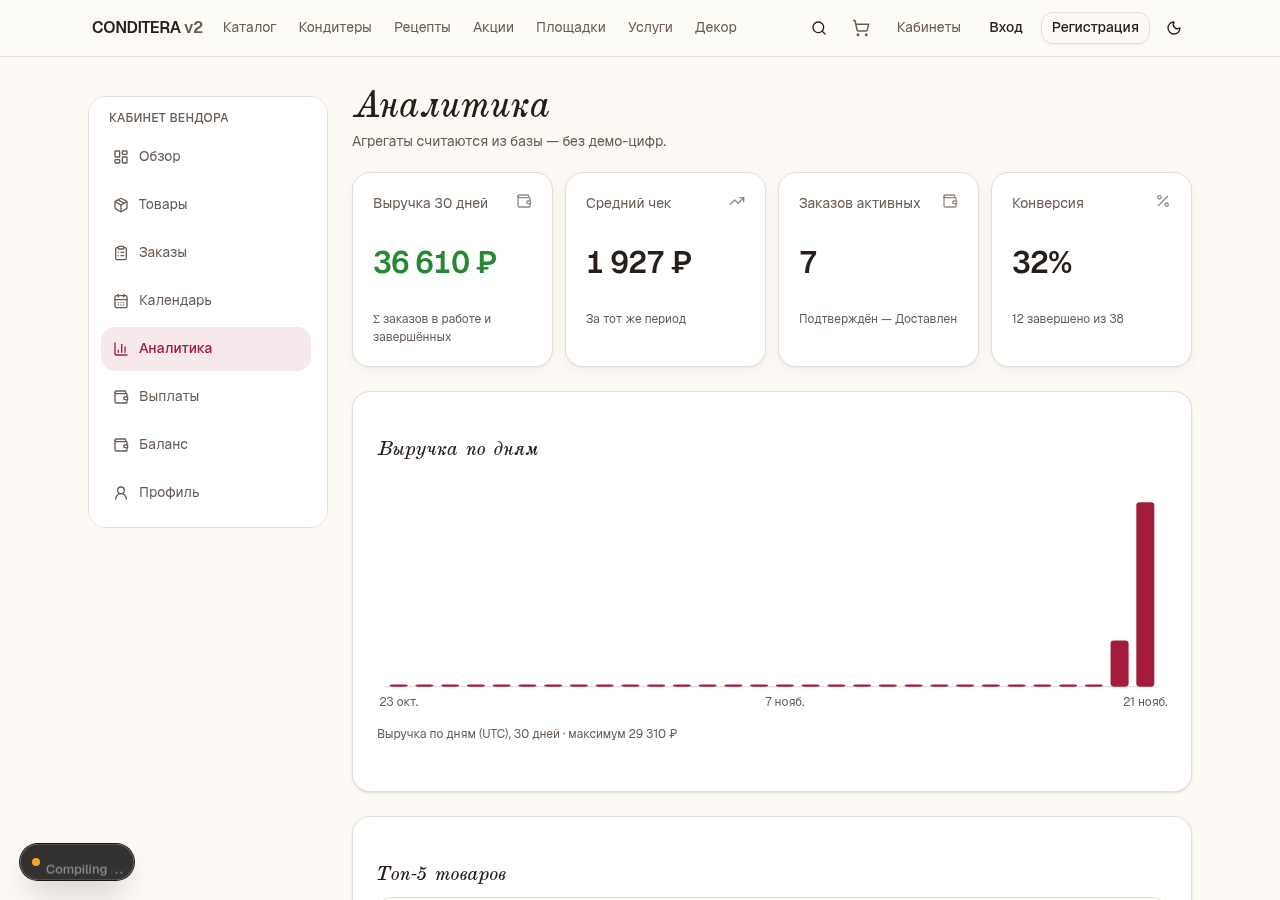 CONDITERA v2 Каталог Кондитеры Рецепты Акции Площадки Услуги Декор Кабинеты Вход Регистрация
КАБИНЕТ ВЕНДОРА
Обзор
Товары
Заказы
Календарь
Аналитика
Выплаты
Баланс
Профиль
Аналитика
Агрегаты считаются из базы — без демо-цифр.
Выручка 30 дней
36 610 ₽
Σ заказов в работе и
завершённых
Средний чек
1 927 ₽
За тот же период
Заказов активных
7
Подтверждён — Доставлен
Конверсия
32%
12 завершено из 38
Выручка по дням
23 окт. 7 нояб. 21 нояб.
Выручка по дням (UTC), 30 дней · максимум 29 310 ₽
Топ-5 товаров
Compiling ..